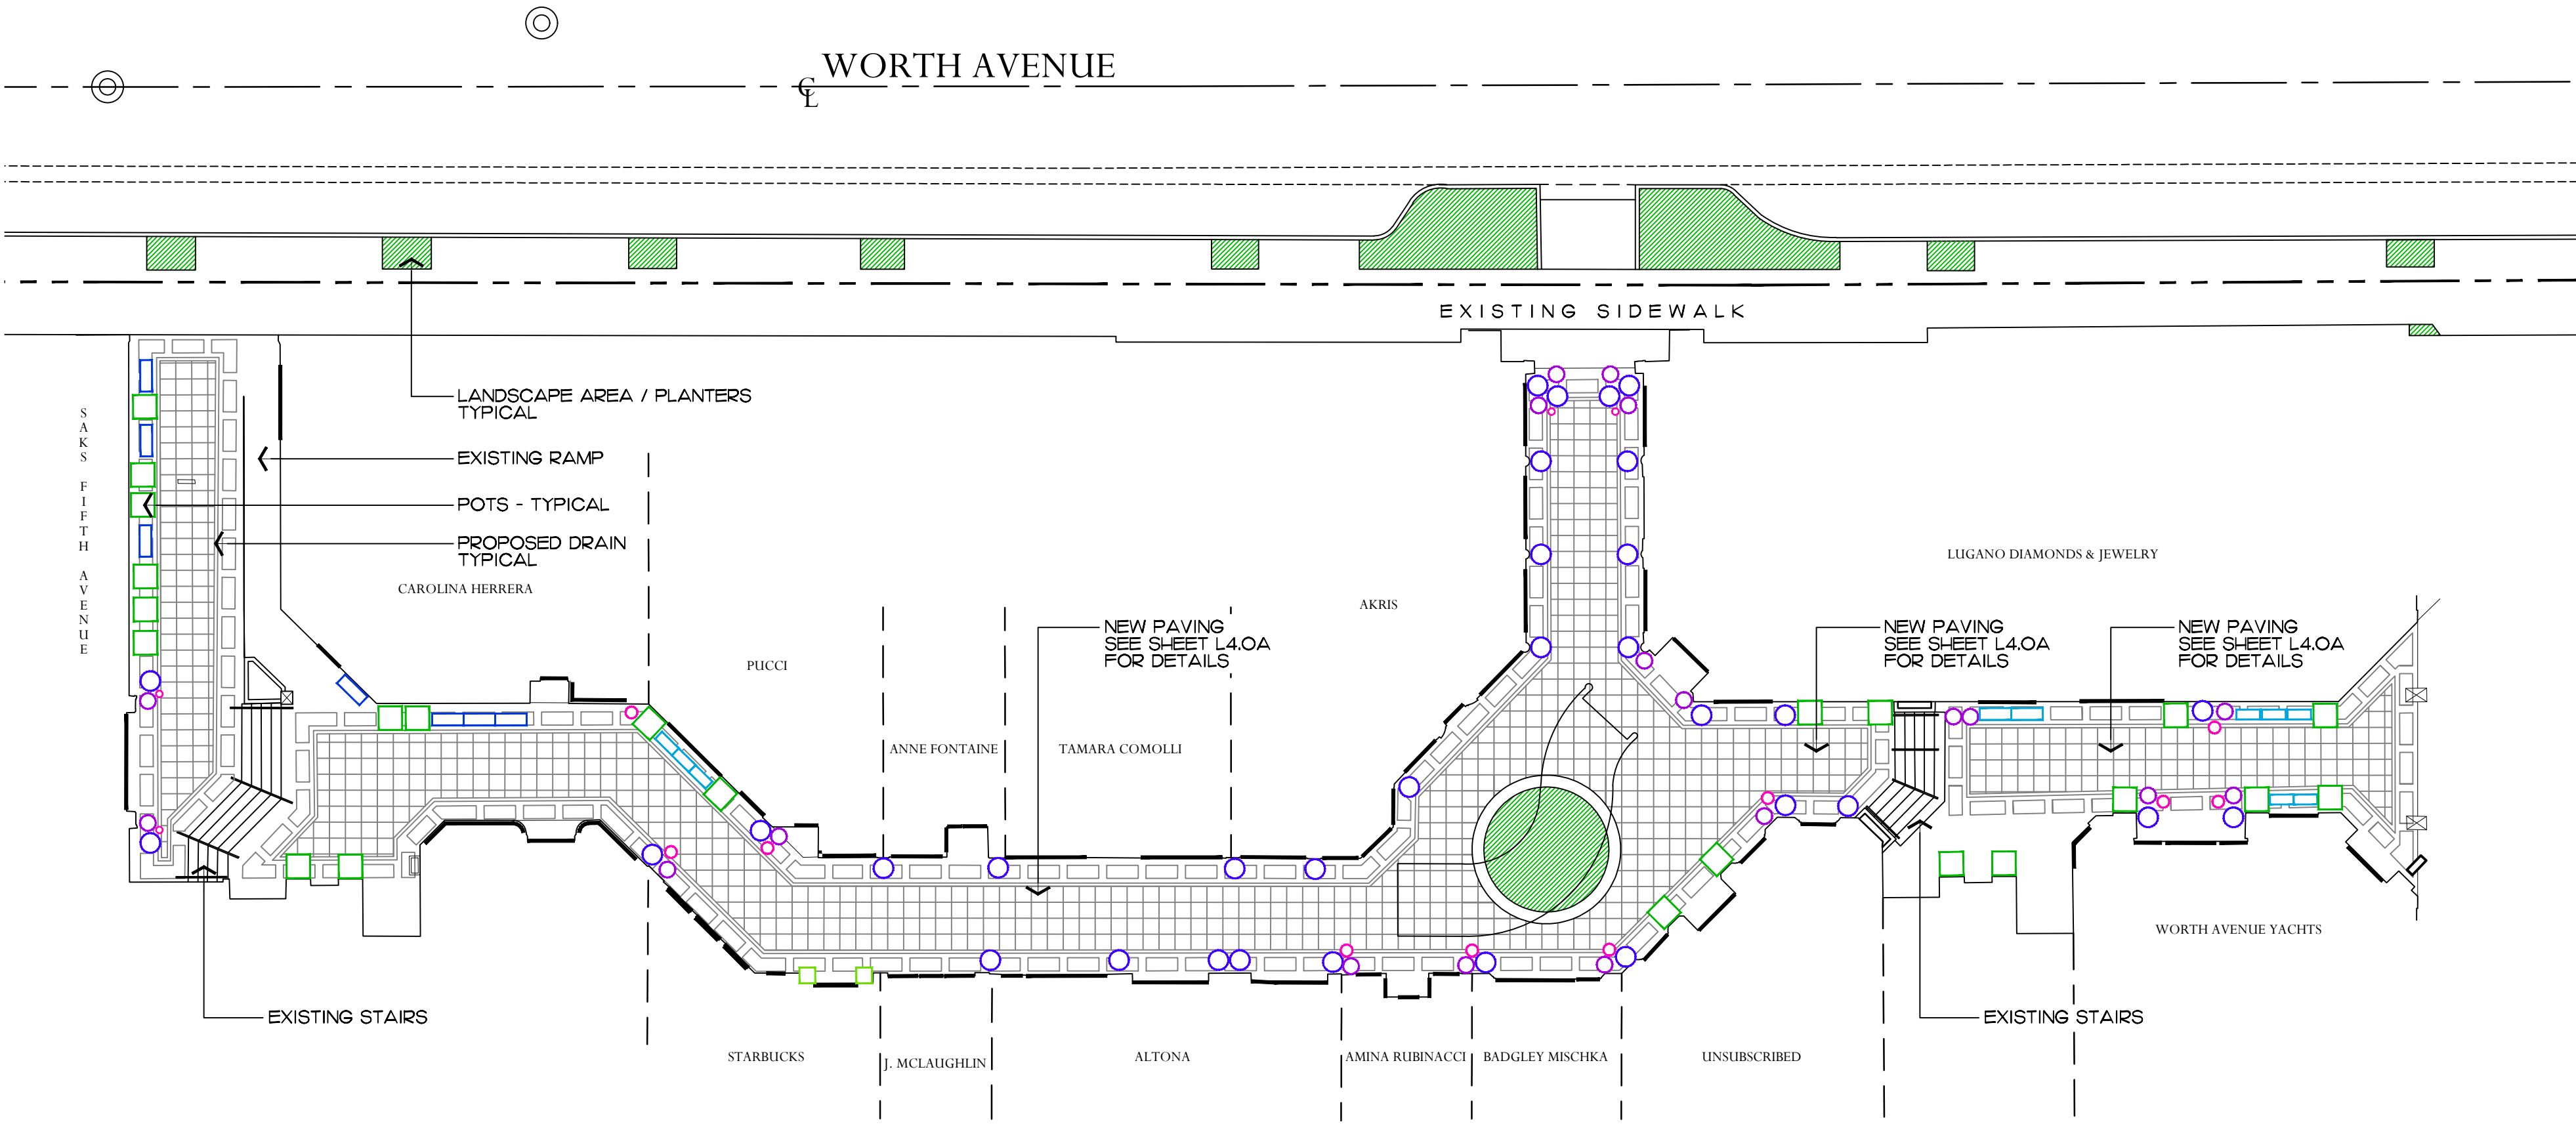 WORTH AVENUE
CL
EXISTING SIDEWALK
LANDSCAPE AREA / PLANTERS
TYPICAL
SAKS FIFTH AVENUE
EXISTING RAMP
POTS - TYPICAL
PROPOSED DRAIN
TYPICAL
CAROLINA HERRERA
LUGANO DIAMONDS & JEWELRY
AKRIS
NEW PAVING
SEE SHEET L4.0A
FOR DETAILS
NEW PAVING
SEE SHEET L4.0A
FOR DETAILS
NEW PAVING
SEE SHEET L4.0A
FOR DETAILS
PUCCI
ANNE FONTAINE
TAMARA COMOLLI
WORTH AVENUE YACHTS
EXISTING STAIRS
EXISTING STAIRS
STARBUCKS
J. MCLAUGHLIN
ALTONA
AMINA RUBINACCI
BADGLEY MISCHKA
UNSUBSCRIBED